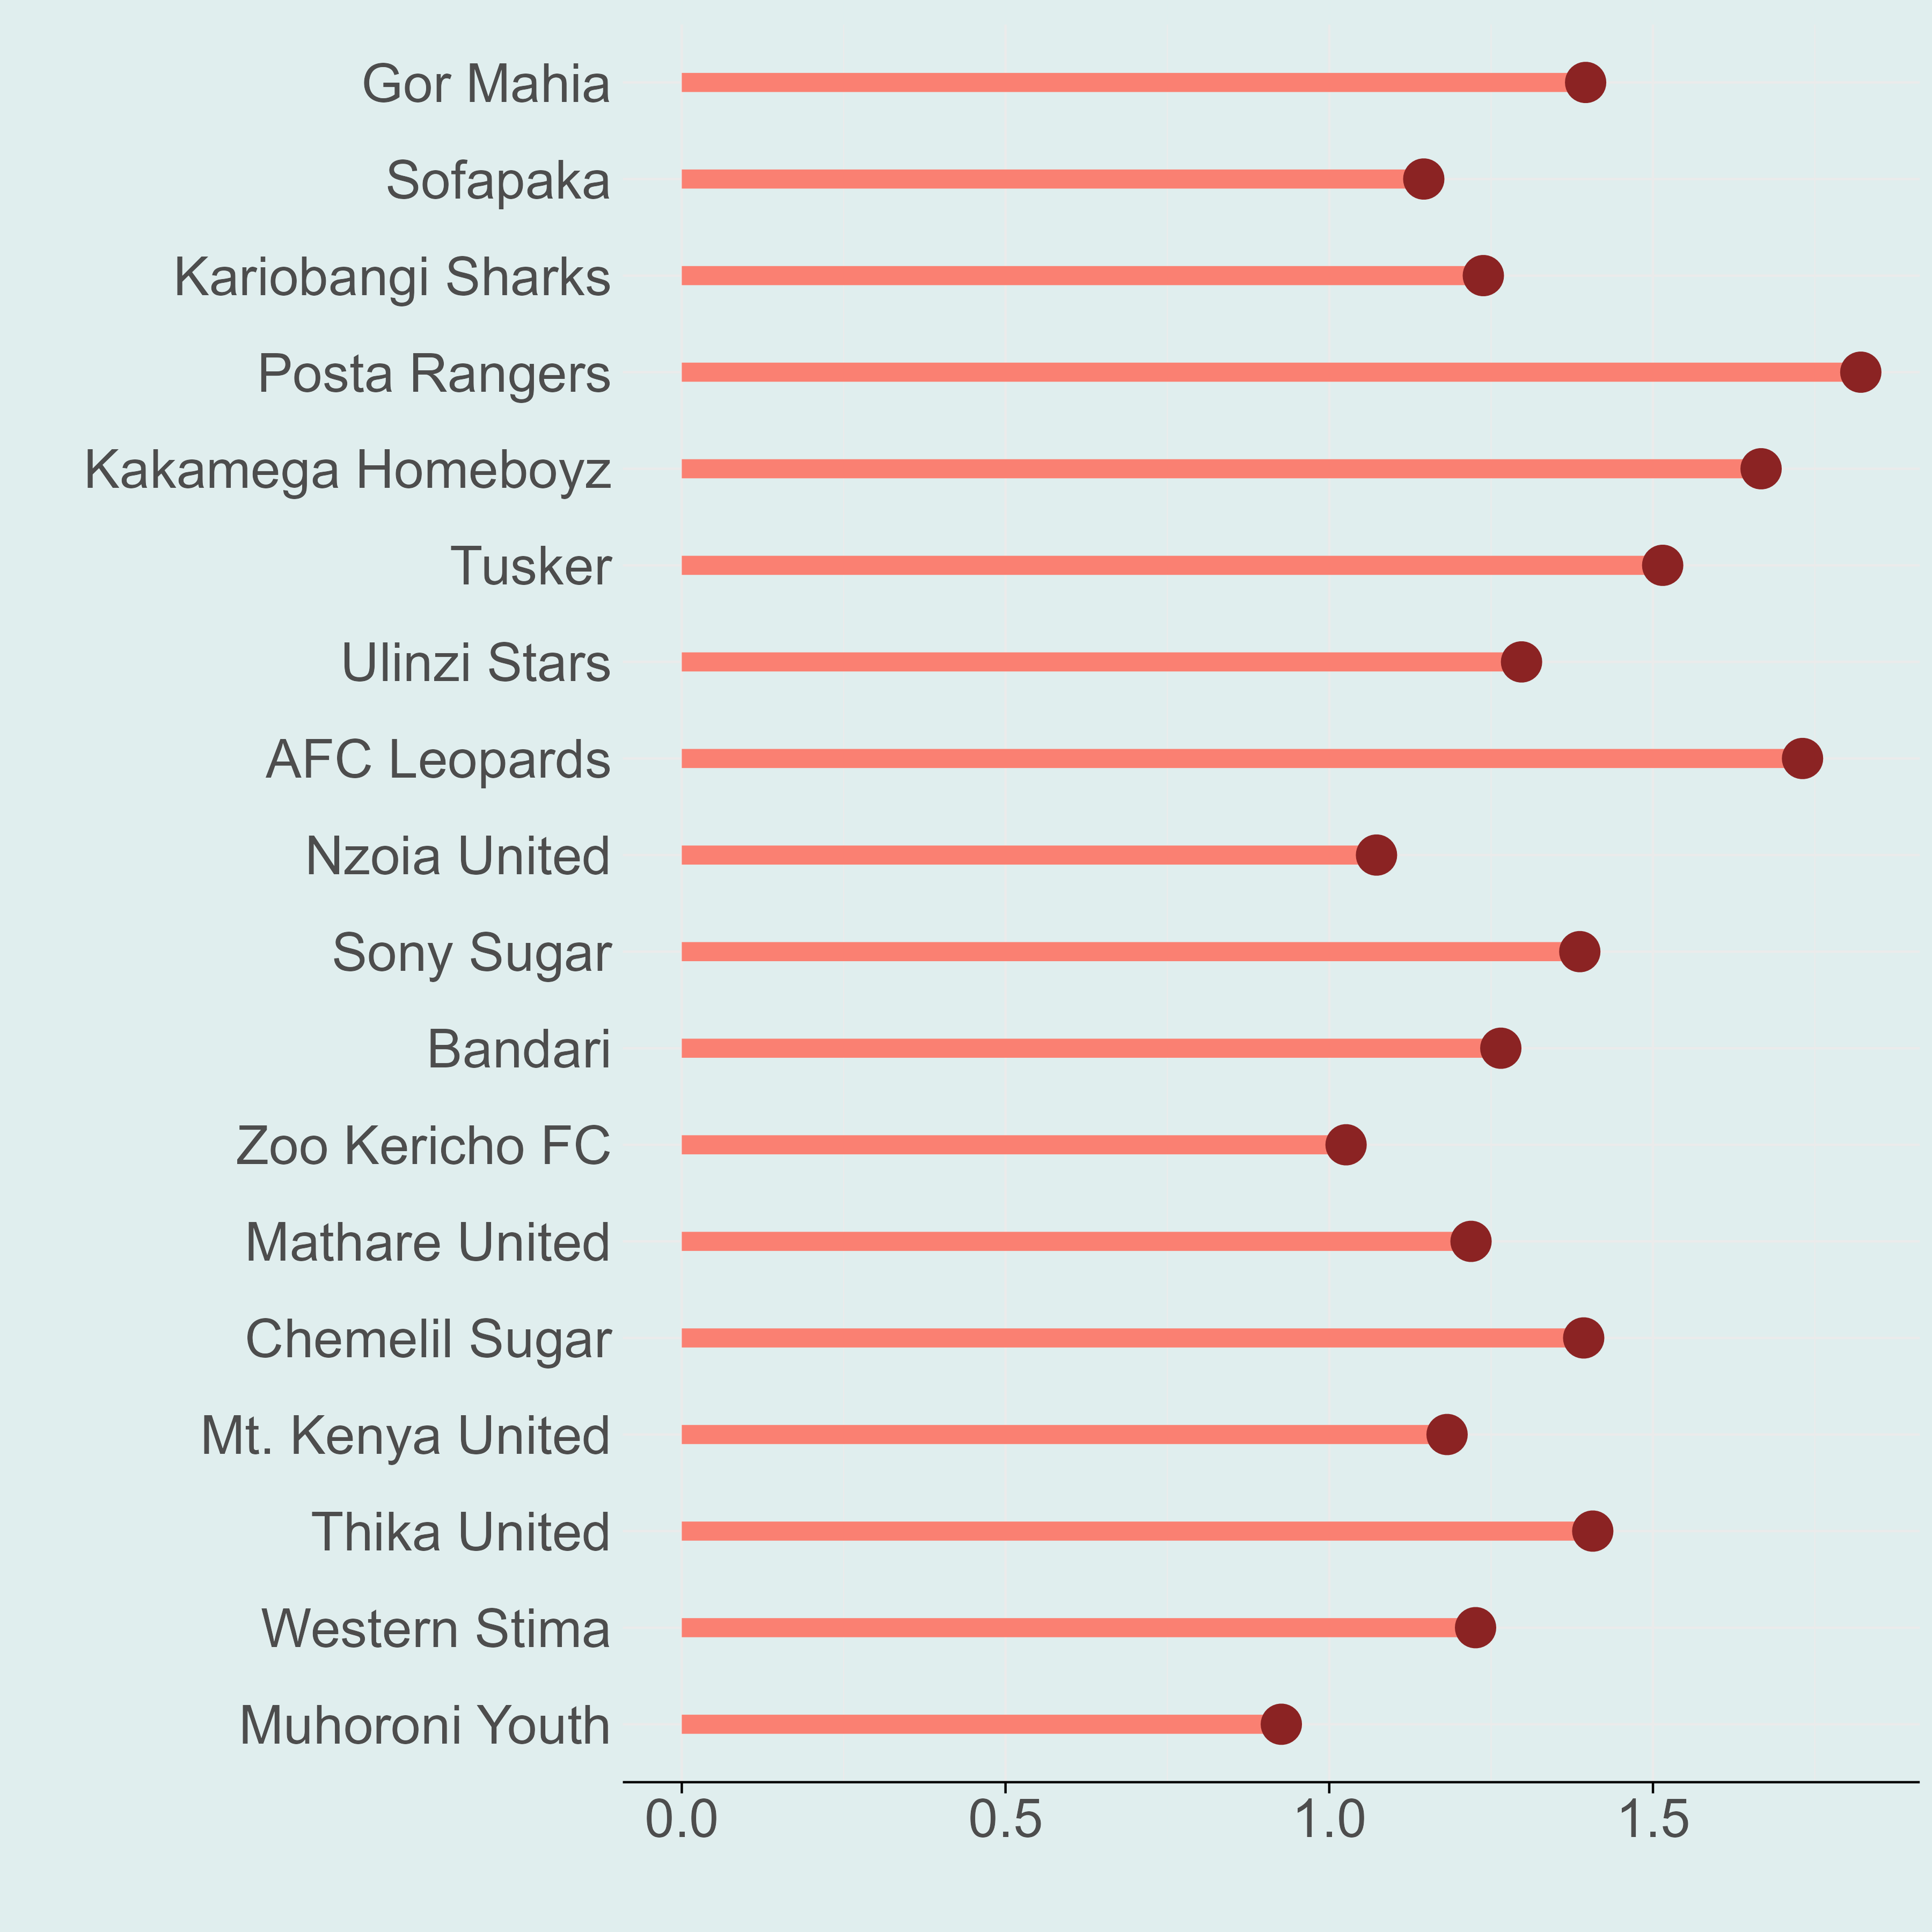 Gor Mahia
Sofapaka
Kariobangi Sharks
Posta Rangers
Kakamega Homeboyz
Tusker
Ulinzi Stars
AFC Leopards
Nzoia United
Sony Sugar
Bandari
Zoo Kericho FC
Mathare United
Chemelil Sugar
Mt. Kenya United
Thika United
Western Stima
Muhoroni Youth
0.0 0.5 1.0 1.5